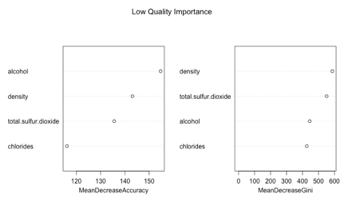 Low Quality Importance
alcohol
density
total.sulfur.dioxide
chlorides
120 130 140 150
MeanDecreaseAccuracy
density
total.sulfur.dioxide
alcohol
chlorides
0 100 200 300 400 500 600
MeanDecreaseGini